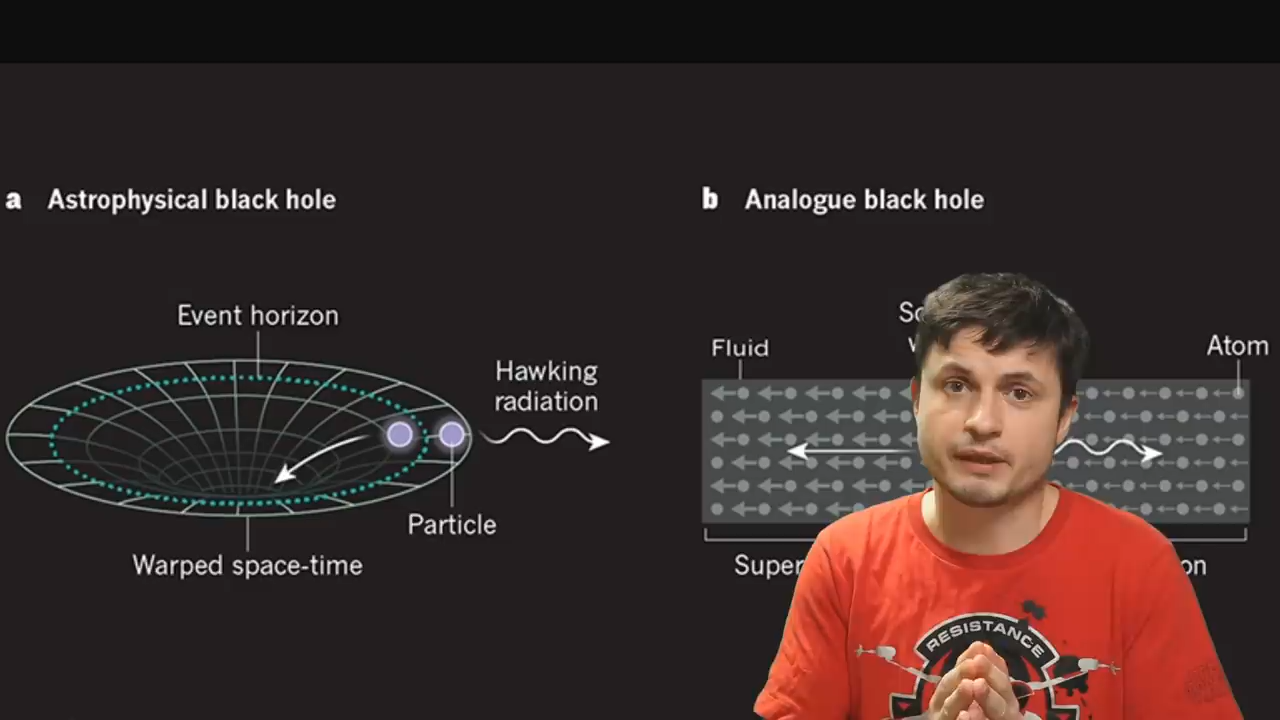 a Astrophysical black hole
Event horizon
Hawking
radiation
Particle
Warped space-time
b Analogue black hole
Fluid
Atom
RESISTANCE